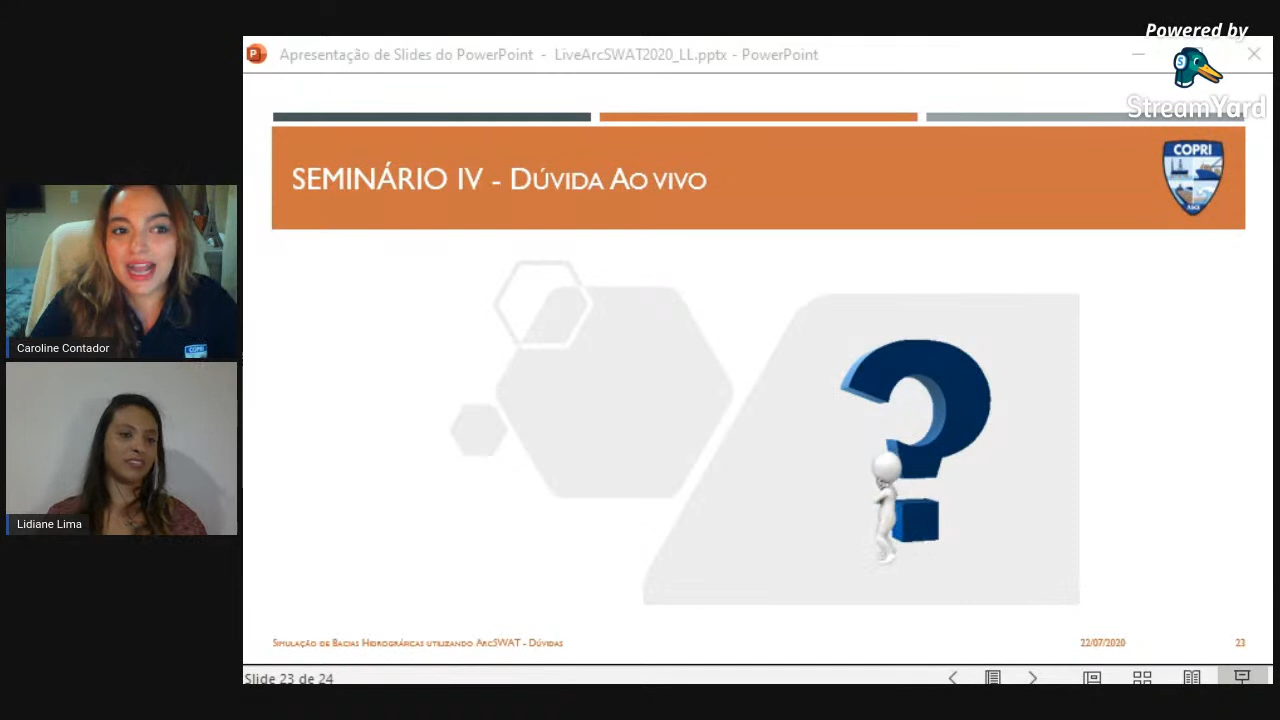 Powered by
StreamYard
Apresentação de Slides do PowerPoint - LiveArcSWAT2020_LL.pptx - PowerPoint
SEMINÁRIO IV - DÚVIDA AO VIVO
COPRI
Caroline Contador
COPRI
Lidiane Lima
SIMULAÇÃO DE BACIAS HIDROGRÁFICAS UTILIZANDO ARCSWAT - DÚVIDAS
22/07/2020
23
Slide 23 de 24